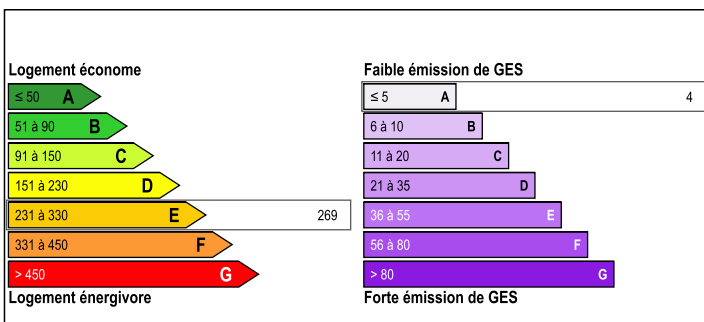 Logement économe
≤ 50 A
51 à 90 B
91 à 150 C
151 à 230 D
231 à 330 E 269
331 à 450 F
> 450 G
Logement énergivore
Faible émission de GES
≤ 5 A 4
6 à 10 B
11 à 20 C
21 à 35 D
36 à 55 E
56 à 80 F
> 80 G
Forte émission de GES